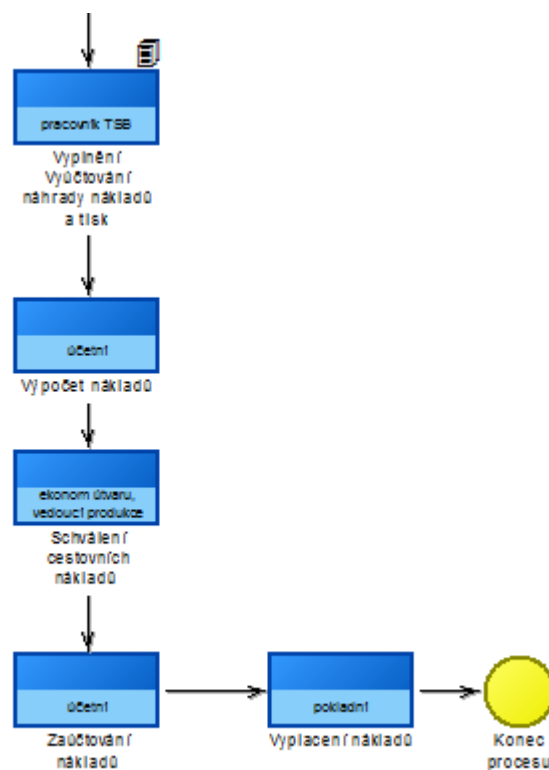 pracovník TSB
Vyplnění
Vyúčtování
náhrady nákladů
a tisk
účetní
Výpočet nákladů
ekonom útvaru,
vedoucí produkce
Schválení
cestovních
nákladů
účetní
Zaúčtování
nákladů
pokladní
Vyplacení nákladů
Konec
procesu